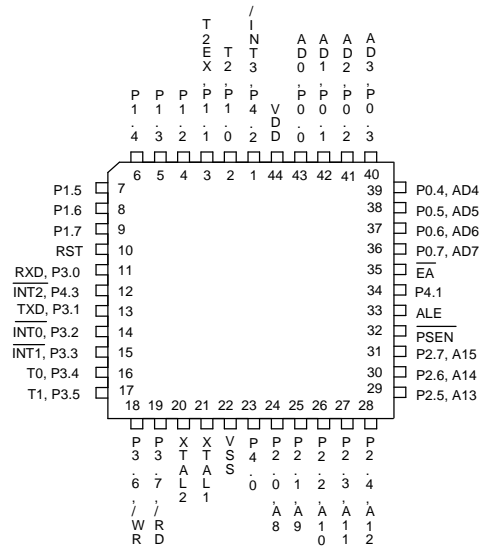 P1.4
P1.3
P1.2
T2EX,P1.1
T2,P1.0
/INT3,P4.2
VDD
AD0,P0.0
AD1,P0.1
AD2,P0.2
AD3,P0.3
6 5 4 3 2 1 44 43 42 41 40
P1.5 7
P1.6 8
P1.7 9
RST 10
RXD, P3.0 11
INT2, P4.3 12
TXD, P3.1 13
INT0, P3.2 14
INT1, P3.3 15
T0, P3.4 16
T1, P3.5 17
39 P0.4, AD4
38 P0.5, AD5
37 P0.6, AD6
36 P0.7, AD7
35 EA
34 P4.1
33 ALE
32 PSEN
31 P2.7, A15
30 P2.6, A14
29 P2.5, A13
18 19 20 21 22 23 24 25 26 27 28
P3.6,/WR
P3.7,/RD
XTAL2
XTAL1
VSS
P4.0
P2.0,A8
P2.1,A9
P2.2,A10
P2.3,A11
P2.4,A12